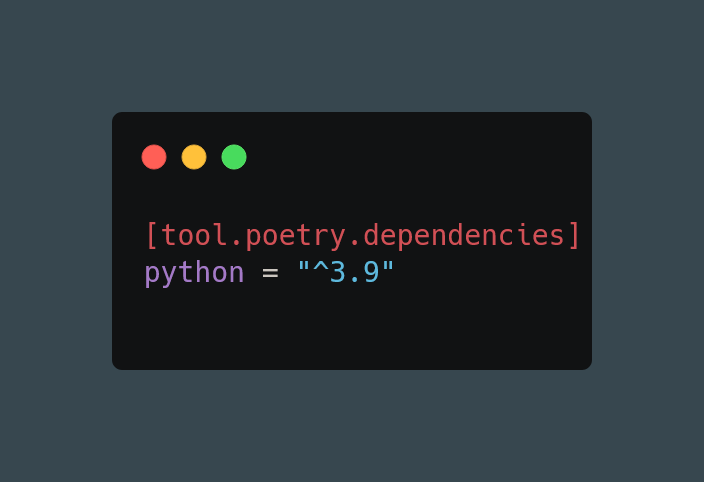 [tool.poetry.dependencies]
python = "^3.9"